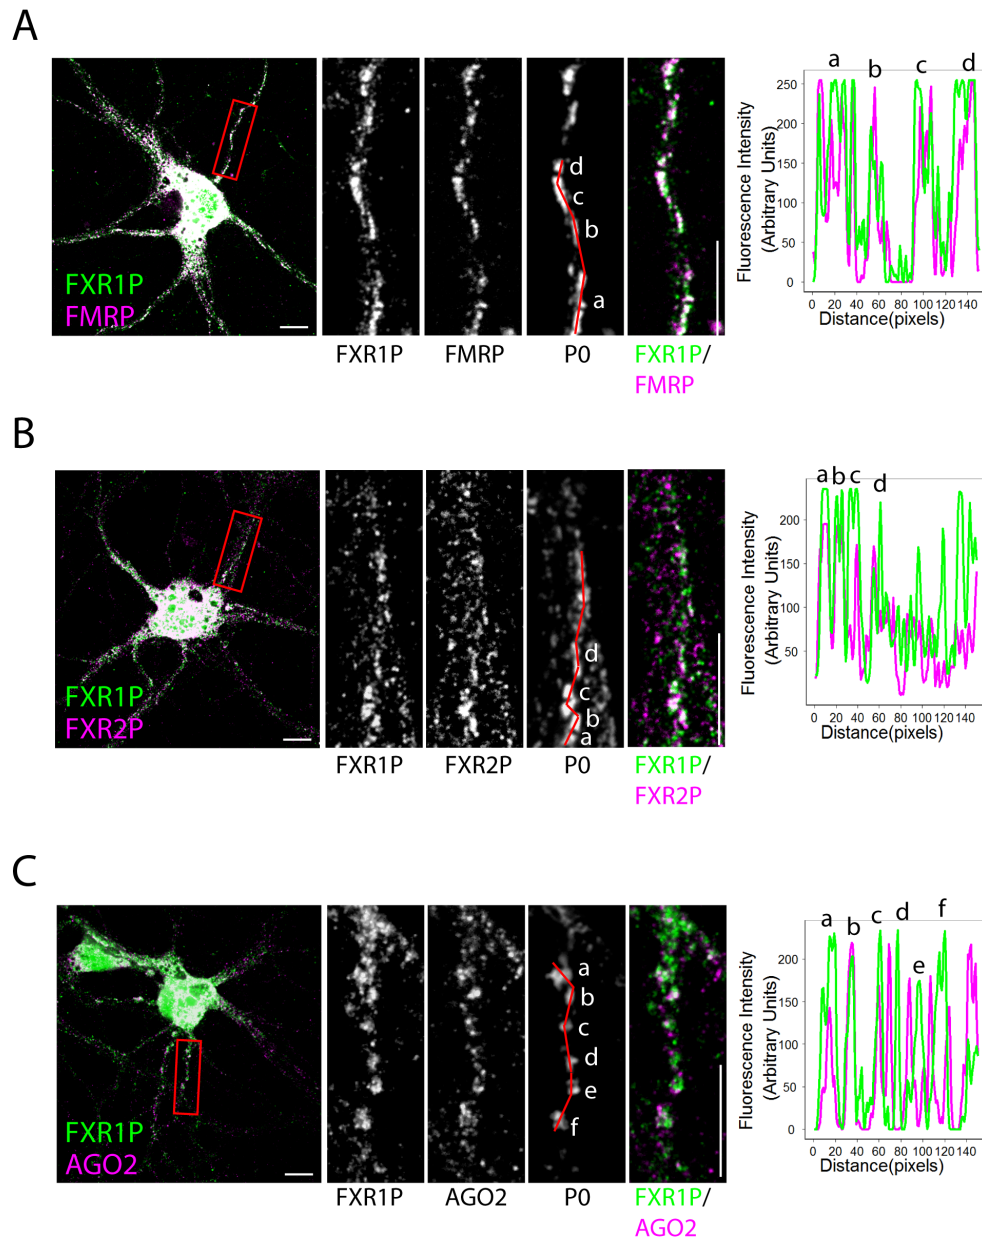 A
FXR1P
FMRP
d
c
b
a
FXR1P
FMRP
P0
FXR1P/
FMRP
a
b
c
d
Fluorescence Intensity
(Arbitrary Units)
250
200
150
100
50
0
0 20 40 60 80 100 120 140
Distance(pixels)
B
FXR1P
FXR2P
d
c
b
a
FXR1P
FXR2P
P0
FXR1P/
FXR2P
a b c d
Fluorescence Intensity
(Arbitrary Units)
200
150
100
50
0 20 40 60 80 100 120 140
Distance(pixels)
C
FXR1P
AGO2
a
b
c
d
e
f
FXR1P
AGO2
P0
FXR1P/
AGO2
a
b
c
d
e
f
Fluorescence Intensity
(Arbitrary Units)
200
150
100
50
0
0 20 40 60 80 100 120 140
Distance(pixels)